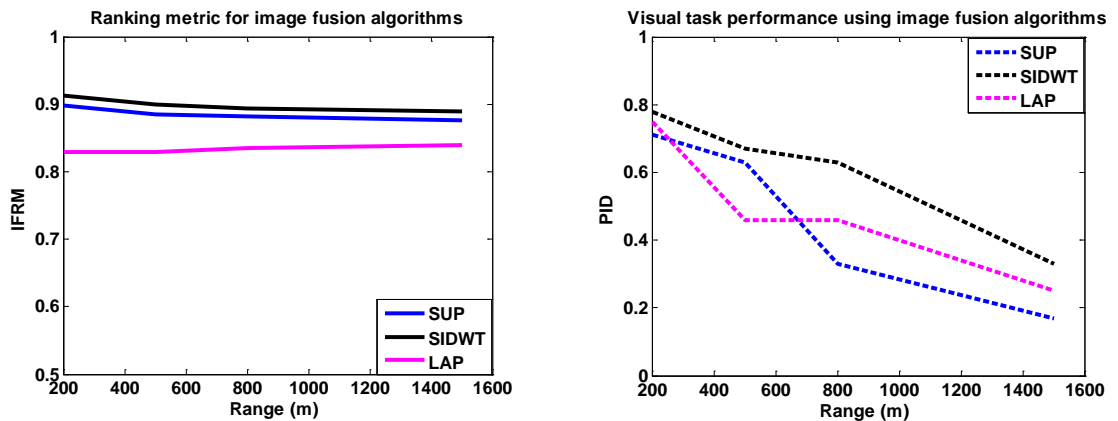 Ranking metric for image fusion algorithms
1
0.9
0.8
0.7
0.6
0.5
IFRM
200 400 600 800 1000 1200 1400 1600
Range (m)
SUP
SIDWT
LAP
Visual task performance using image fusion algorithms
1
0.8
0.6
0.4
0.2
0
PID
200 400 600 800 1000 1200 1400 1600
Range (m)
SUP
SIDWT
LAP